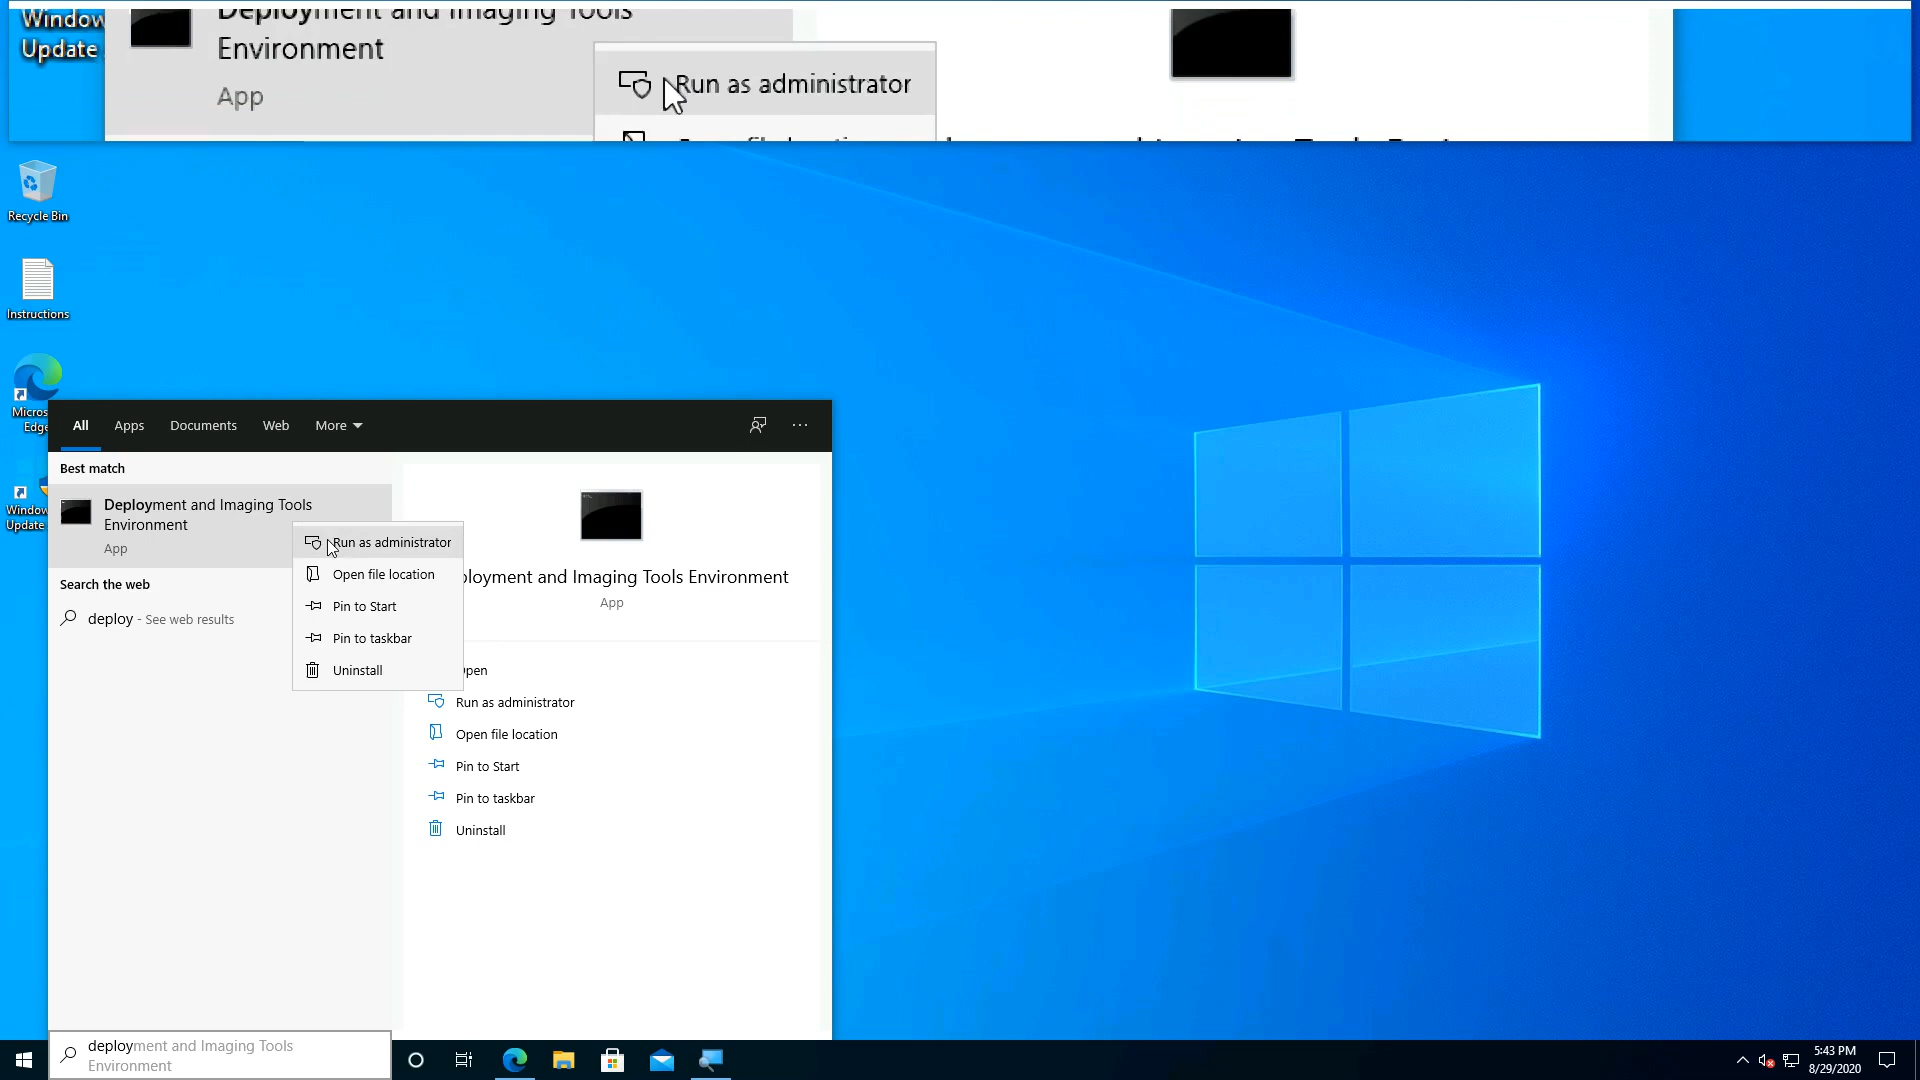 Window
Update
Deployment and Imaging Tools
Environment
App
Run as administrator
Recycle Bin
Instructions
Micros
Edge
Window
Update
All
Apps
Documents
Web
More
Best match
Deployment and Imaging Tools
Environment
App
Search the web
deploy - See web results
Run as administrator
Open file location
Pin to Start
Pin to taskbar
Uninstall
ployment and Imaging Tools Environment
App
pen
Run as administrator
Open file location
Pin to Start
Pin to taskbar
Uninstall
deployment and Imaging Tools
Environment
5:43 PM
8/29/2020